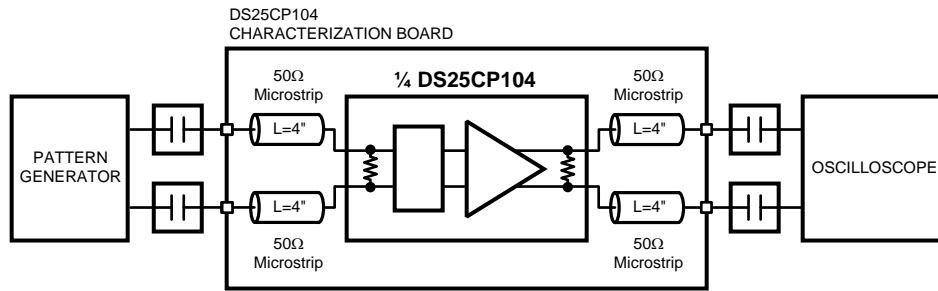 DS25CP104
CHARACTERIZATION BOARD
50Ω
Microstrip
¼ DS25CP104
50Ω
Microstrip
L=4"
L=4"
PATTERN
GENERATOR
OSCILLOSCOPE
L=4"
L=4"
50Ω
Microstrip
50Ω
Microstrip